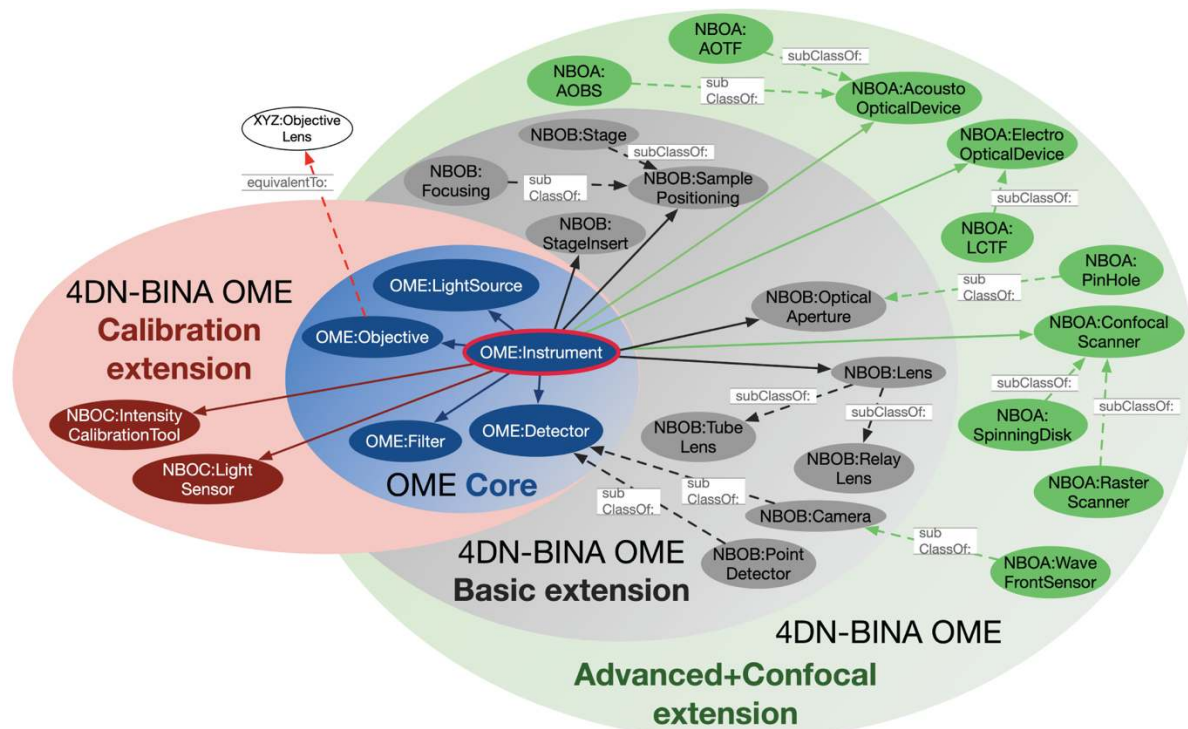 NBOA:
AOTF
subClassOf:
NBOA:
AOBS
sub
ClassOf:
NBOA:Acousto
OpticalDevice
XYZ:Objective
Lens
equivalentTo:
NBOB:Stage
subClassOf:
NBOB:
Focusing
sub
ClassOf:
NBOB:Sample
Positioning
NBOA:Electro
OpticalDevice
subClassOf:
NBOA:
LCTF
NBOB:
StageInsert
4DN-BINA OME
Calibration
extension
OME:LightSource
OME:Objective
OME:Instrument
NBOB:Optical
Aperture
sub
ClassOf:
NBOA:
PinHole
NBOA:Confocal
Scanner
NBOB:Lens
subClassOf:
subClassOf:
NBOB:Tube
Lens
NBOB:Relay
Lens
subClassOf:
NBOA:
SpinningDisk
subClassOf:
NBOA:Raster
Scanner
NBOC:Intensity
CalibrationTool
NBOC:Light
Sensor
OME:Filter
OME:Detector
OME Core
sub
ClassOf:
sub
ClassOf:
NBOB:Camera
NBOB:Point
Detector
sub
ClassOf:
NBOA:Wave
FrontSensor
4DN-BINA OME
Basic extension
4DN-BINA OME
Advanced+Confocal
extension